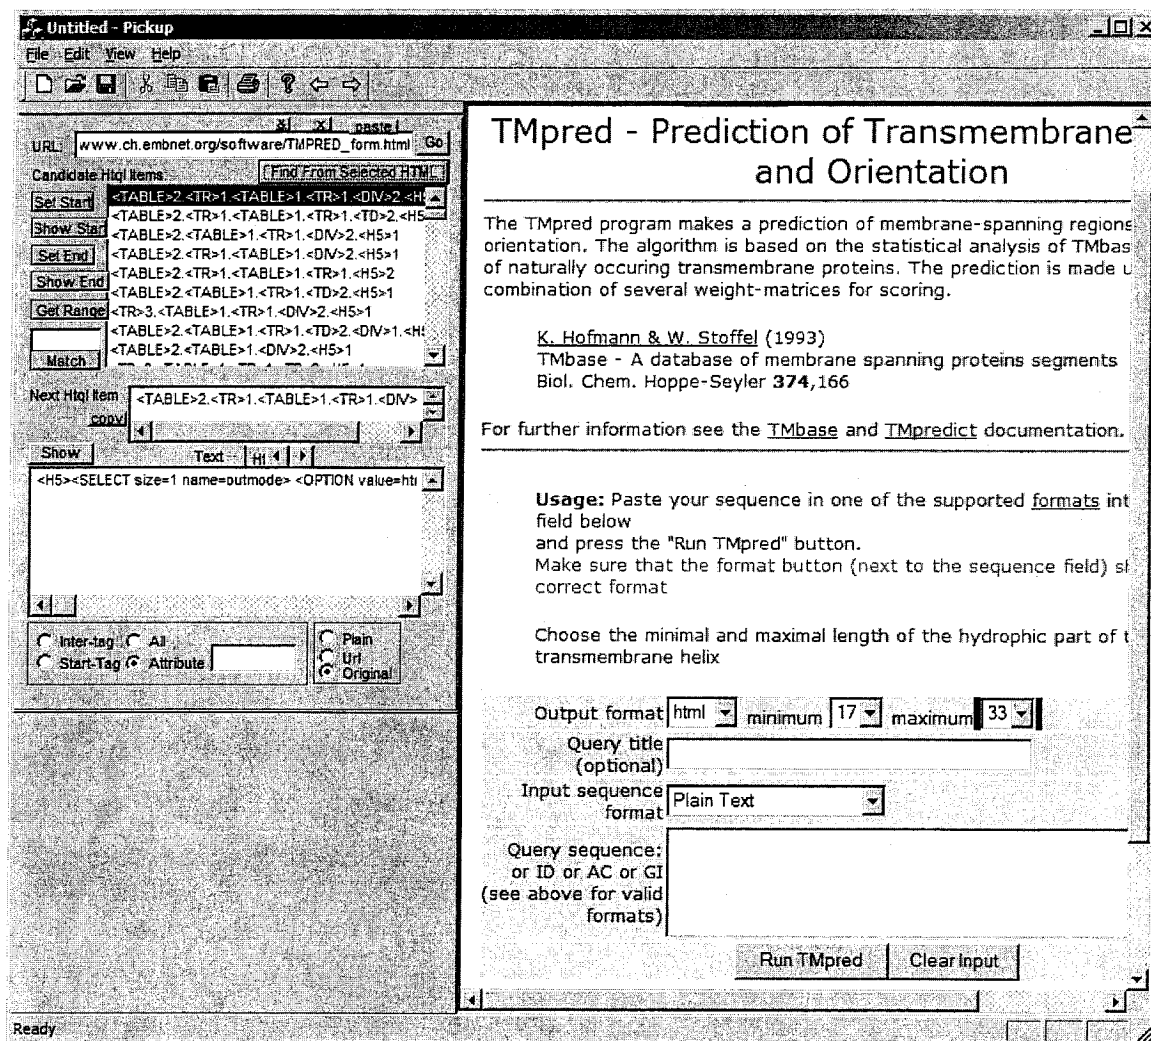 Untitled - Pickup
File Edit View Help
URL: www.ch.embnet.org/software/TMPRED_form.html Go
paste
Candidate Htql Items Find From Selected HTML
Set Start
Show Start
Set End
Show End
Get Range
Match
<TABLE>2.<TR>1.<TABLE>1.<TR>1.<DIV>2.<H5
<TABLE>2.<TR>1.<TABLE>1.<TR>1.<TD>2.<H5
<TABLE>2.<TABLE>1.<TR>1.<DIV>2.<H5>1
<TABLE>2.<TR>1.<TABLE>1.<DIV>2.<H5>1
<TABLE>2.<TR>1.<TABLE>1.<TR>1.<H5>2
<TABLE>2.<TABLE>1.<TR>1.<TD>2.<H5>1
<TR>3.<TABLE>1.<TR>1.<DIV>2.<H5>1
<TABLE>2.<TABLE>1.<TR>1.<TD>2.<DIV>1.<H5
<TABLE>2.<TABLE>1.<DIV>2.<H5>1
Next Htql Item <TABLE>2.<TR>1.<TABLE>1.<TR>1.<DIV>
copy
Show Text
<H5><SELECT size=1 name=outmode> <OPTION value=ht
Inter-tag All
Start-Tag Attribute
Plain
Url
Original
TMpred - Prediction of Transmembrane
and Orientation
The TMpred program makes a prediction of membrane-spanning regions
orientation. The algorithm is based on the statistical analysis of TMbas
of naturally occuring transmembrane proteins. The prediction is made u
combination of several weight-matrices for scoring.
K. Hofmann & W. Stoffel (1993)
TMbase - A database of membrane spanning proteins segments
Biol. Chem. Hoppe-Seyler 374,166
For further information see the TMbase and TMpredict documentation.
Usage: Paste your sequence in one of the supported formats int
field below
and press the "Run TMpred" button.
Make sure that the format button (next to the sequence field) sh
correct format
Choose the minimal and maximal length of the hydrophic part of t
transmembrane helix
Output format html minimum 17 maximum 33
Query title
(optional)
Input sequence
format Plain Text
Query sequence:
or ID or AC or GI
(see above for valid
formats)
Run TMpred Clear Input
Ready